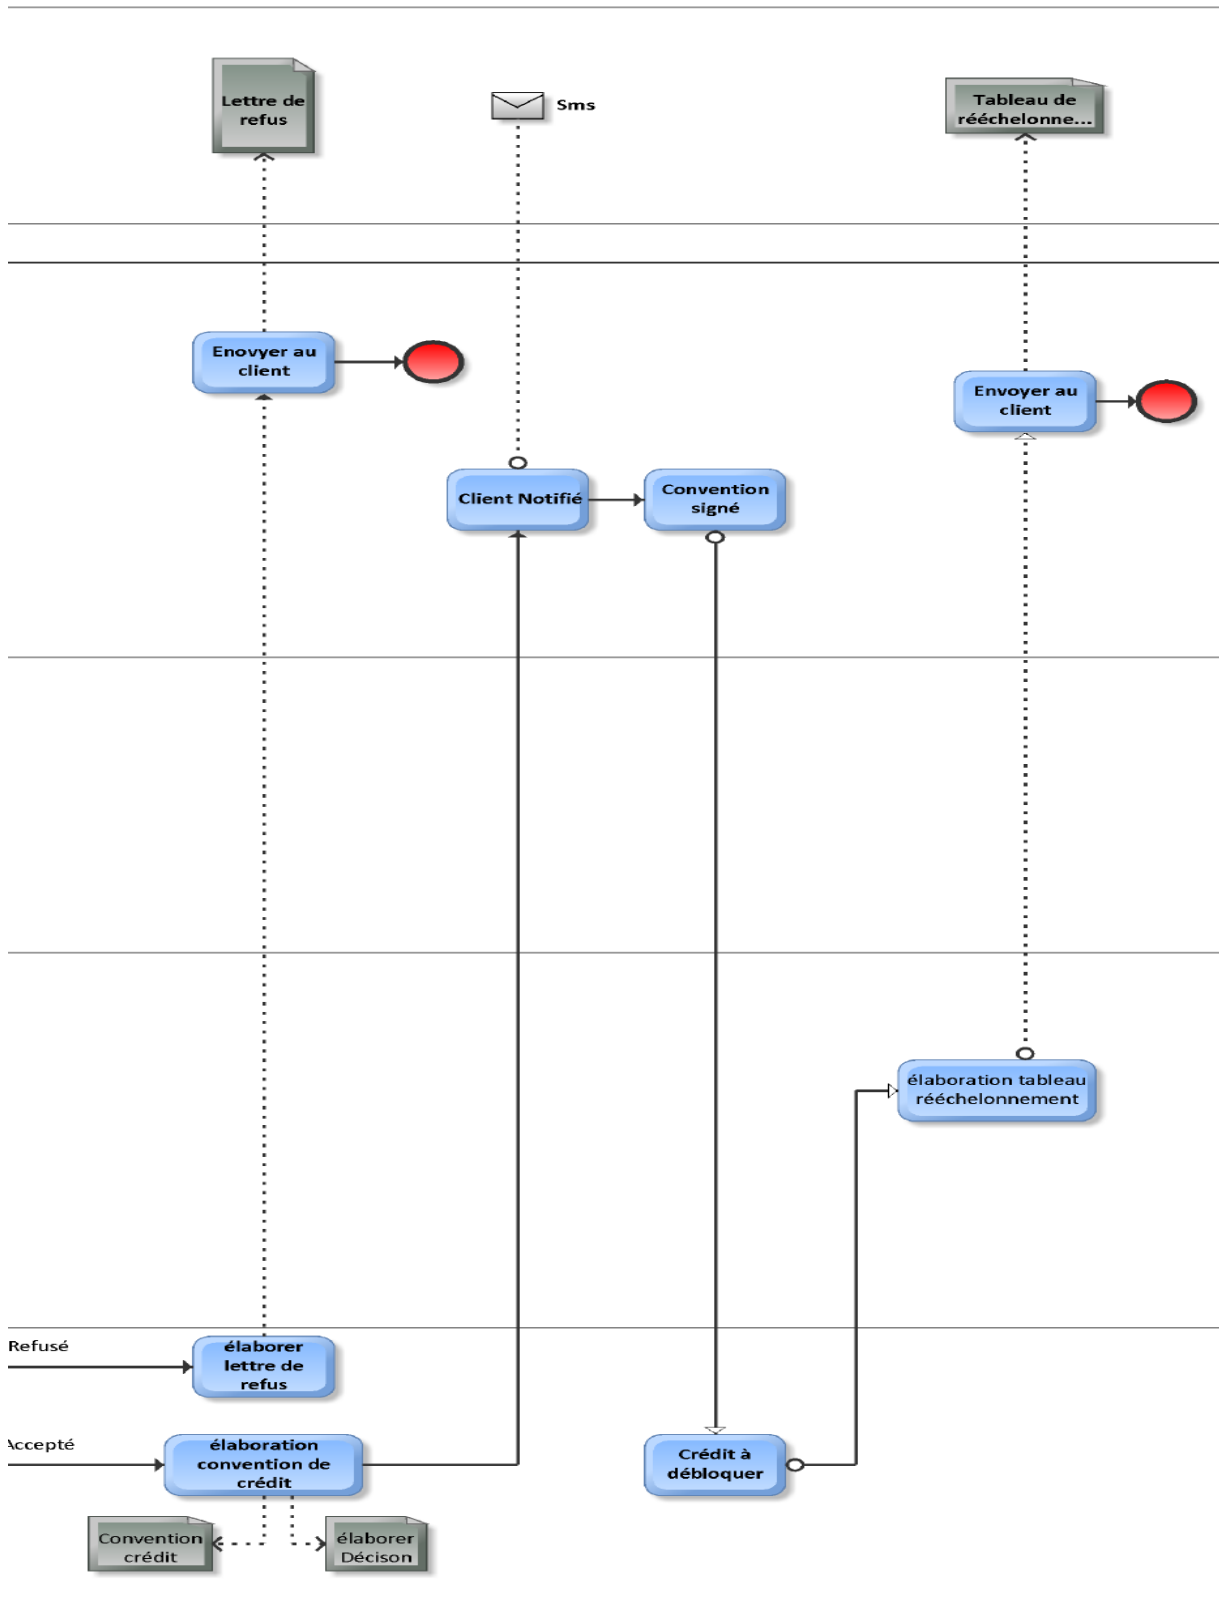 Lettre de
refus
Sms
Tableau de
rééchelonne...
Enovyer au
client
Envoyer au
client
Client Notifié
Convention
signé
élaboration tableau
rééchelonnement
Refusé
élaborer
lettre de
refus
Accepté
élaboration
convention de
crédit
Crédit à
débloquer
Convention
crédit
élaborer
Décison